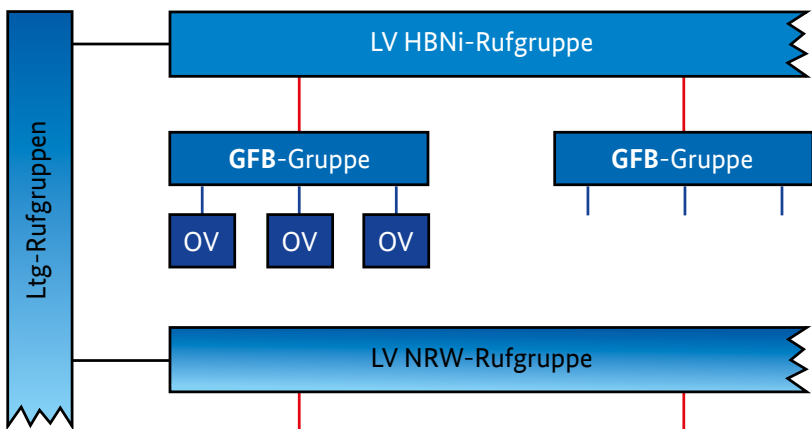 Ltg-Rufgruppen
LV HBNi-Rufgruppe
GFB-Gruppe
GFB-Gruppe
OV
OV
OV
LV NRW-Rufgruppe